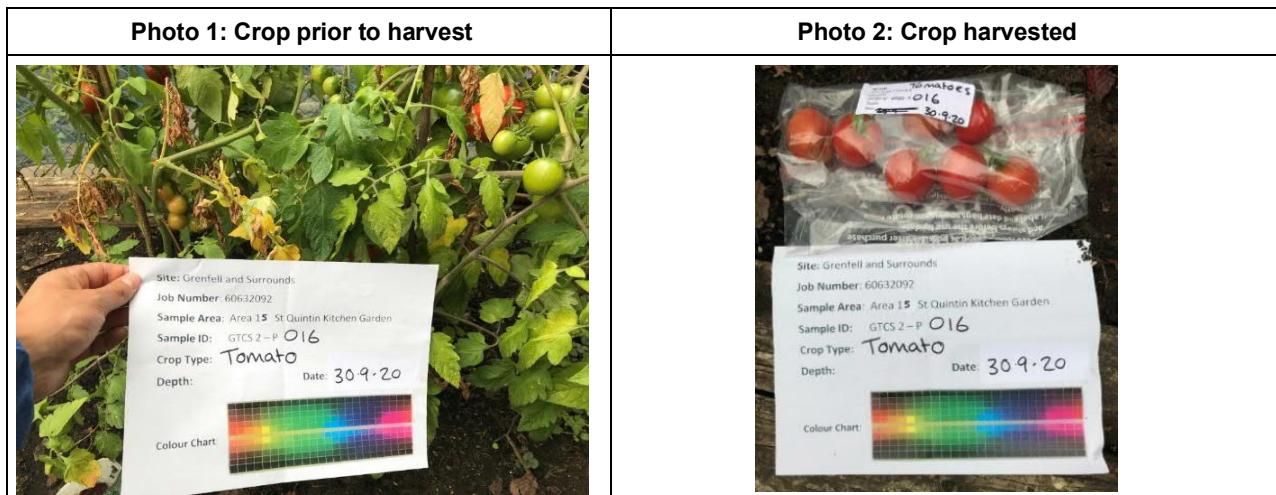 Photo 1: Crop prior to harvest
Photo 2: Crop harvested
Site: Grenfell and Surrounds
Job Number: 60632092
Sample Area: Area 15 St Quintin Kitchen Garden
Sample ID: GTCS 2 – P 016
Crop Type: Tomato
Depth:
Date: 30·9·20
Colour Chart:
Tomatoes
016
30·9·20
Site: Grenfell and Surrounds
Job Number: 60632092
Sample Area: Area 15 St Quintin Kitchen Garden
Sample ID: GTCS 2 – P 016
Crop Type: Tomato
Depth:
Date: 30·9·20
Colour Chart: